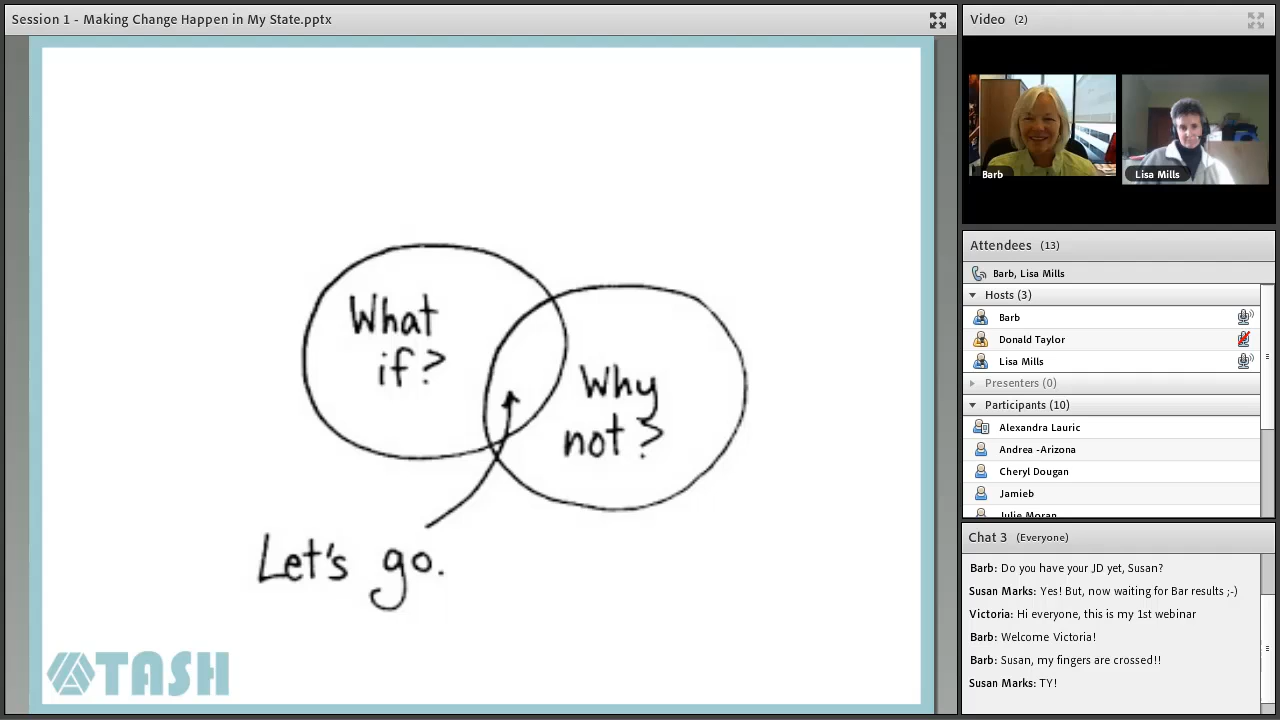 Session 1 - Making Change Happen in My State.pptx
What
if?
Why
not?
Let's go.
TASH
Video (2)
Barb
Lisa Mills
Attendees (13)
Barb, Lisa Mills
Hosts (3)
Barb
Donald Taylor
Lisa Mills
Presenters (0)
Participants (10)
Alexandra Lauric
Andrea -Arizona
Cheryl Dougan
Jamieb
Julie Moran
Chat 3 (Everyone)
Barb: Do you have your JD yet, Susan?
Susan Marks: Yes! But, now waiting for Bar results ;-)
Victoria: Hi everyone, this is my 1st webinar
Barb: Welcome Victoria!
Barb: Susan, my fingers are crossed!!
Susan Marks: TY!